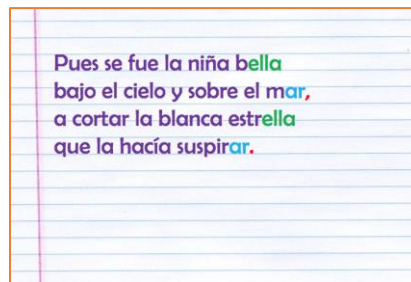 Pues se fue la niña bella
bajo el cielo y sobre el mar,
a cortar la blanca estrella
que la hacía suspirar.